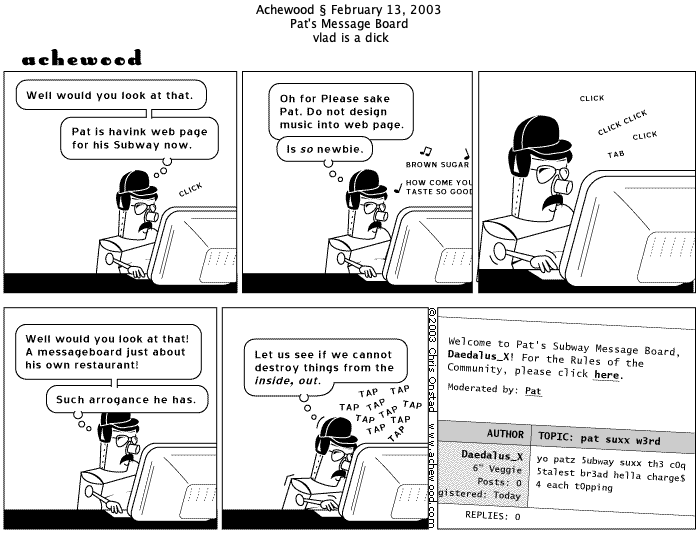 Achewood § February 13, 2003
Pat's Message Board
vlad is a dick
achewood
Well would you look at that.
Pat is havink web page
for his Subway now.
CLICK
Oh for Please sake
Pat. Do not design
music into web page.
Is so newbie.
BROWN SUGAR
HOW COME YOU
TASTE SO GOOD
CLICK
CLICK CLICK
CLICK
TAB
Well would you look at that!
A messageboard just about
his own restaurant!
Such arrogance he has.
Let us see if we cannot
destroy things from the
inside, out.
TAP
TAP TAP
TAP TAP
TAP TAP
TAP TAP
TAP
©2003 Chris Onstad www.achewood.com
Welcome to Pat's Subway Message Board,
Daedalus_X! For the Rules of the
Community, please click here.
Moderated by: Pat
AUTHOR TOPIC: pat suxx w3rd
Daedalus_X
6" Veggie
Posts: 0
gistered: Today
yo patz 5ubway suxx th3 c0q
5talest br3ad hella charge$
4 each t0pping
REPLIES: 0